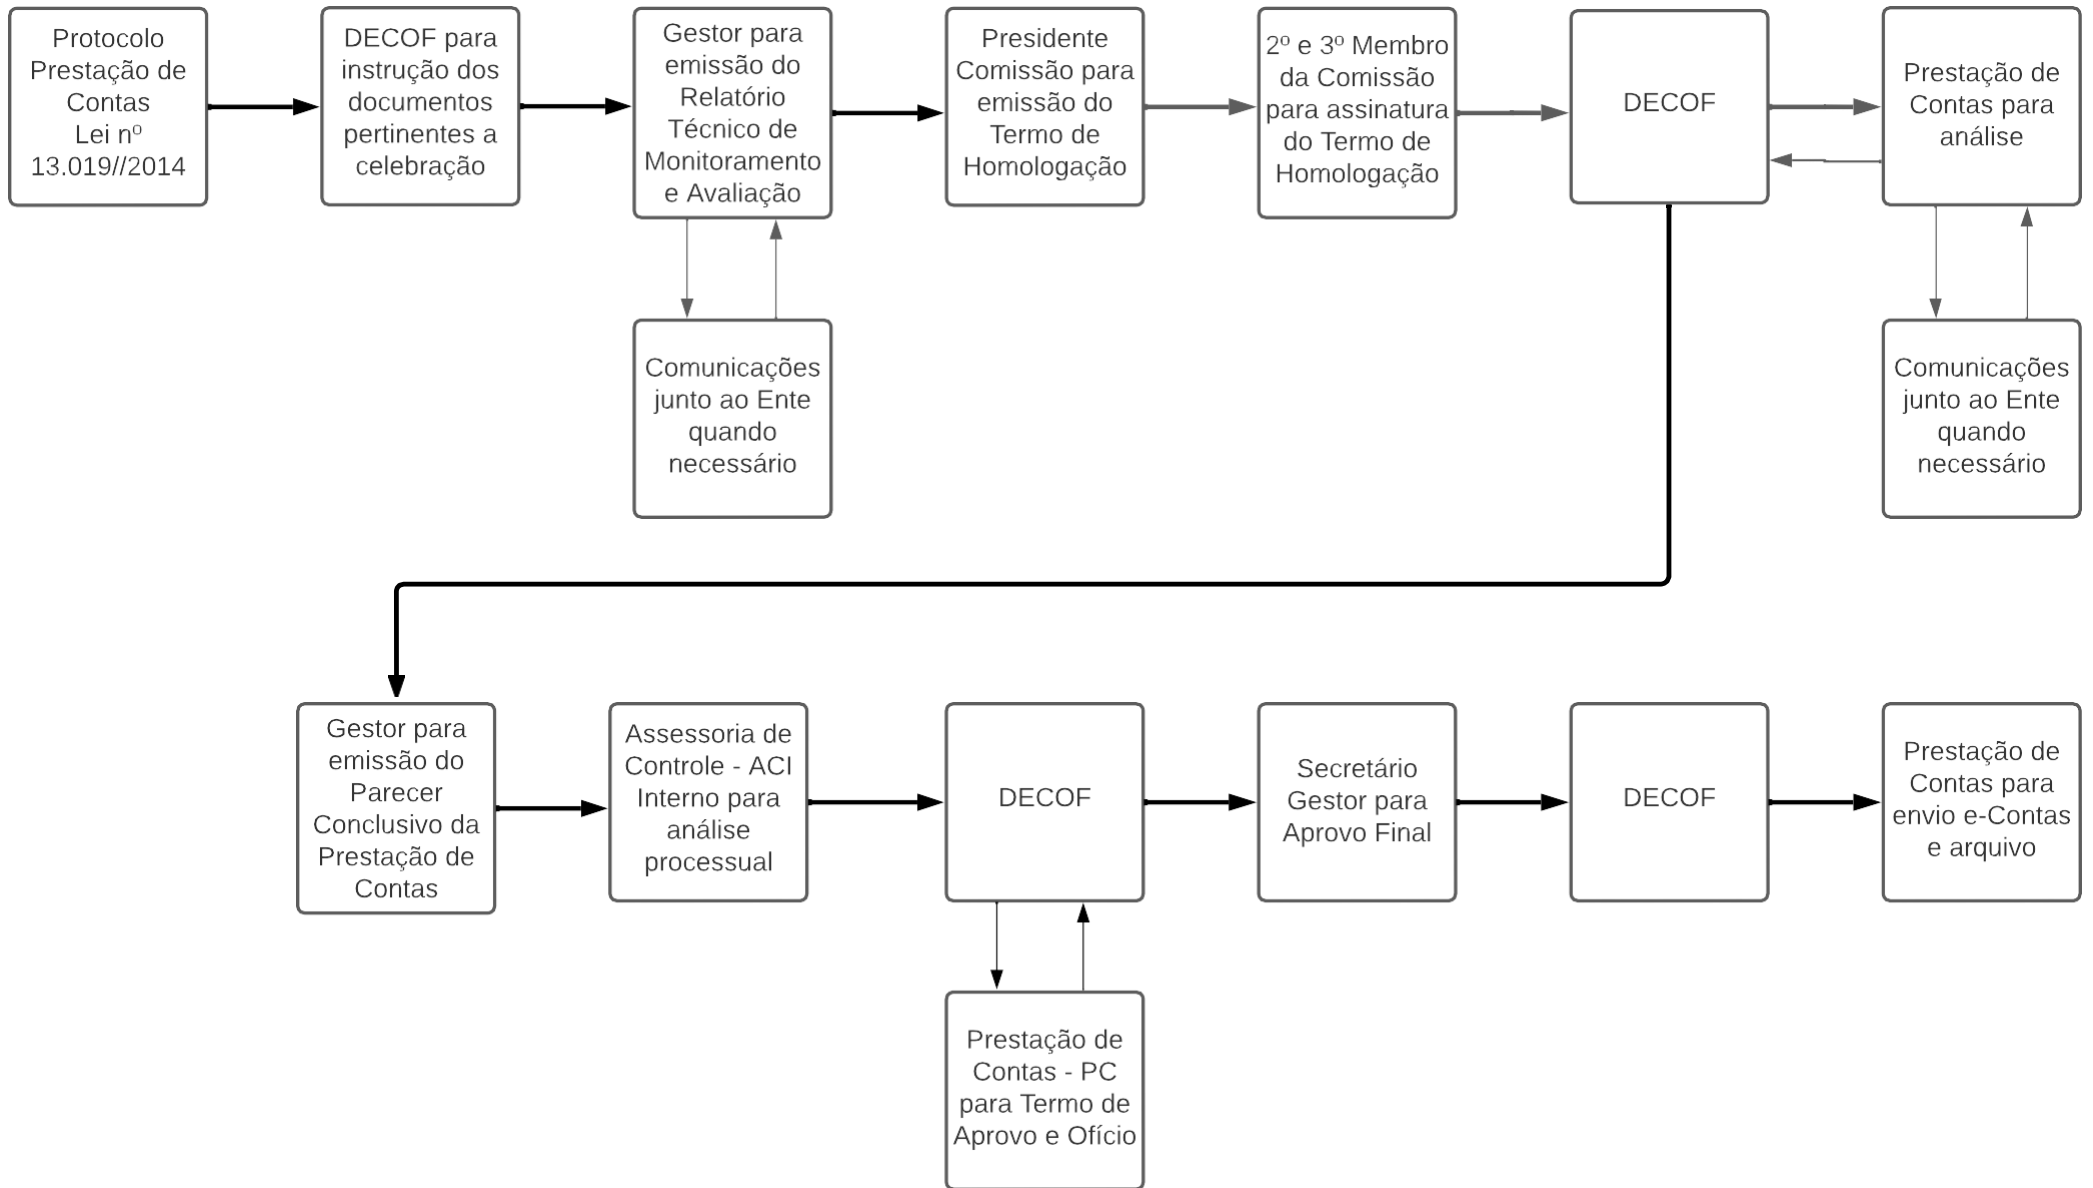 Protocolo
Prestação de
Contas
Lei nº
13.019//2014
DECOF para
instrução dos
documentos
pertinentes a
celebração
Gestor para
emissão do
Relatório
Técnico de
Monitoramento
e Avaliação
Presidente
Comissão para
emissão do
Termo de
Homologação
2º e 3º Membro
da Comissão
para assinatura
do Termo de
Homologação
DECOF
Prestação de
Contas para
análise
Comunicações
junto ao Ente
quando
necessário
Comunicações
junto ao Ente
quando
necessário
Gestor para
emissão do
Parecer
Conclusivo da
Prestação de
Contas
Assessoria de
Controle - ACI
Interno para
análise
processual
DECOF
Secretário
Gestor para
Aprovo Final
DECOF
Prestação de
Contas para
envio e-Contas
e arquivo
Prestação de
Contas - PC
para Termo de
Aprovo e Ofício